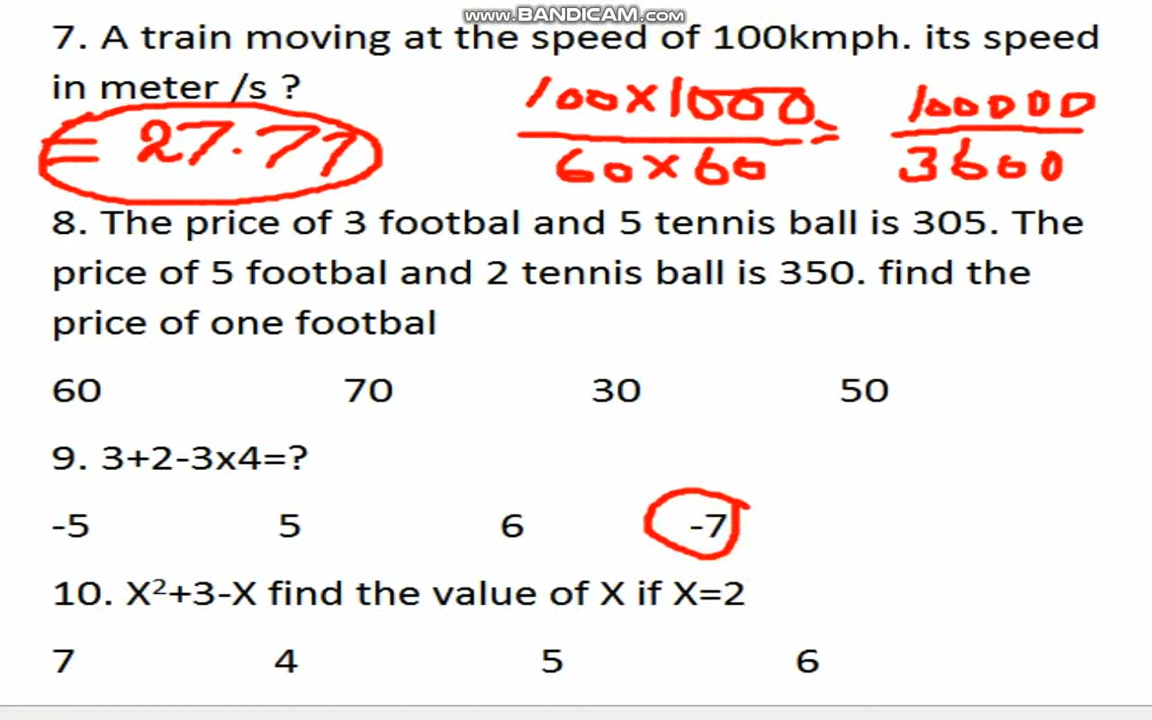 www.BANDICAM.com
7. A train moving at the speed of 100kmph. its speed
in meter /s ?
100x1000 = 100000
60x60 3600
= 27.77
8. The price of 3 footbal and 5 tennis ball is 305. The
price of 5 footbal and 2 tennis ball is 350. find the
price of one footbal
60 70 30 50
9. 3+2-3x4=?
-5 5 6 -7
10. X²+3-X find the value of X if X=2
7 4 5 6